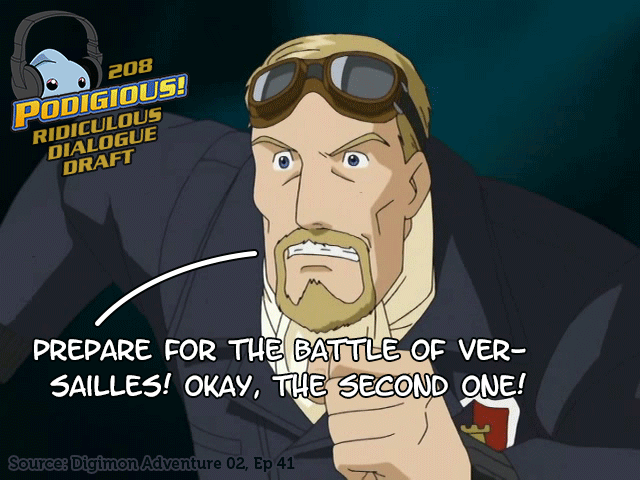 208
PODIGIOUS!
RIDICULOUS
DIALOGUE
DRAFT
PREPARE FOR THE BATTLE OF VER-
SAILLES! OKAY, THE SECOND ONE!
Source: Digimon Adventure 02, Ep 41